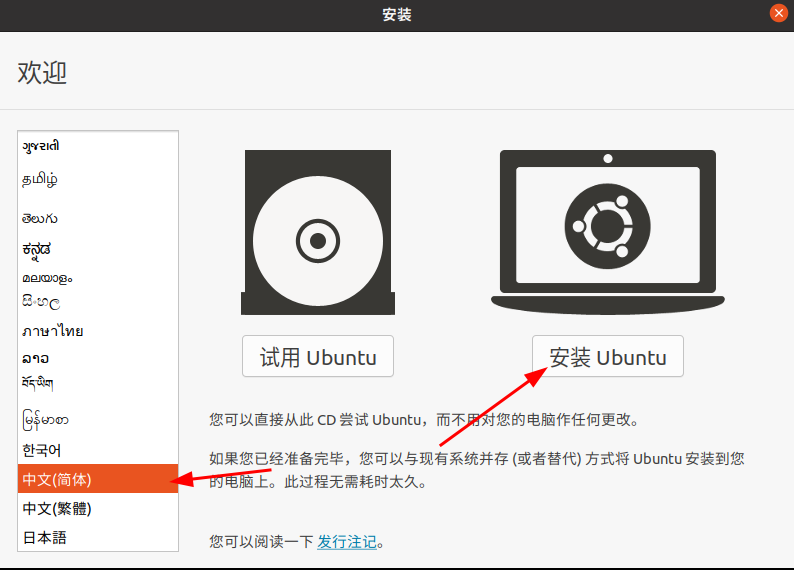 安装
欢迎
ગુજરાતી
தமிழ்
తెలుగు
ಕನ್ನಡ
മലയാളം
සිංහල
ภาษาไทย
ລາວ
བོད་ཡིག
မြန်မာစာ
한국어
中文(简体)
中文(繁體)
日本語
试用 Ubuntu
安装 Ubuntu
您可以直接从此 CD 尝试 Ubuntu，而不用对您的电脑作任何更改。
如果您已经准备完毕，您可以与现有系统并存 (或者替代) 方式将 Ubuntu 安装到您
的电脑上。此过程无需耗时太久。
您可以阅读一下 发行注记。